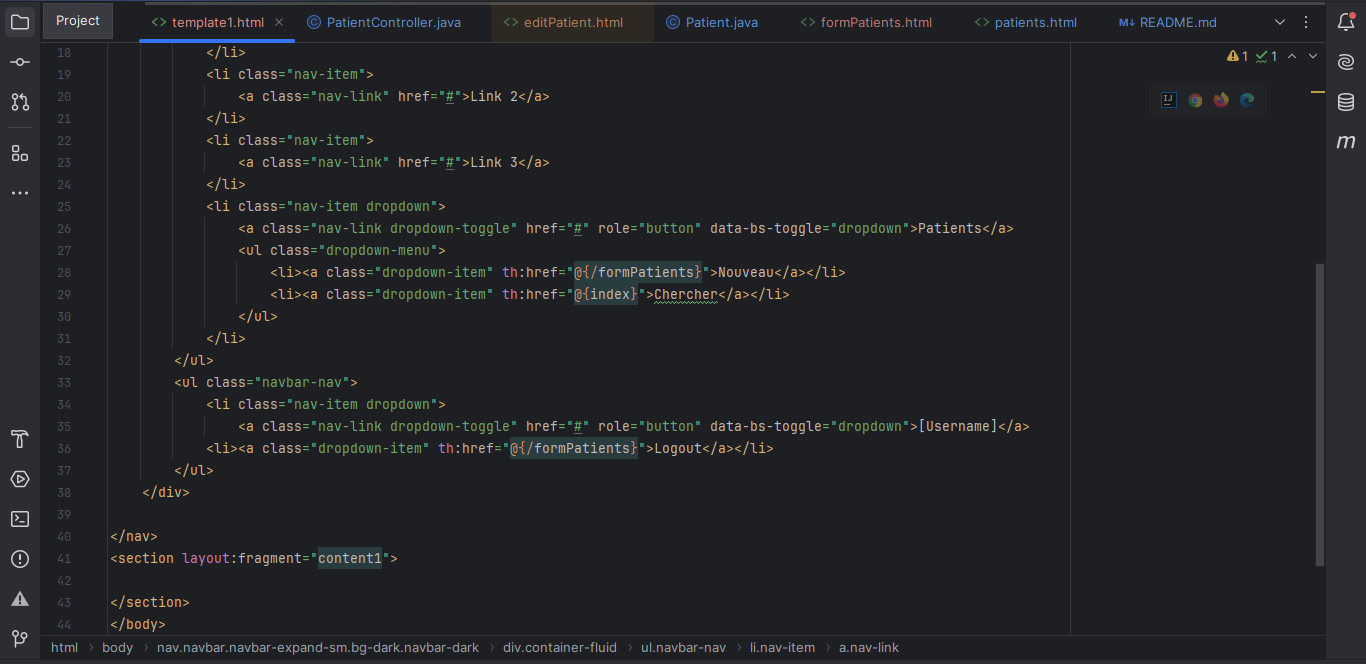 Project
template1.html
PatientController.java
editPatient.html
Patient.java
formPatients.html
patients.html
M↓ README.md
1 1
18 </li>
19 <li class="nav-item">
20 <a class="nav-link" href="#">Link 2</a>
21 </li>
22 <li class="nav-item">
23 <a class="nav-link" href="#">Link 3</a>
24 </li>
25 <li class="nav-item dropdown">
26 <a class="nav-link dropdown-toggle" href="#" role="button" data-bs-toggle="dropdown">Patients</a>
27 <ul class="dropdown-menu">
28 <li><a class="dropdown-item" th:href="@{/formPatients}">Nouveau</a></li>
29 <li><a class="dropdown-item" th:href="@{index}">Chercher</a></li>
30 </ul>
31 </li>
32 </ul>
33 <ul class="navbar-nav">
34 <li class="nav-item dropdown">
35 <a class="nav-link dropdown-toggle" href="#" role="button" data-bs-toggle="dropdown">[Username]</a>
36 <li><a class="dropdown-item" th:href="@{/formPatients}">Logout</a></li>
37 </ul>
38 </div>
39
40 </nav>
41 <section layout:fragment="content1">
42
43 </section>
44 </body>
html › body › nav.navbar.navbar-expand-sm.bg-dark.navbar-dark › div.container-fluid › ul.navbar-nav › li.nav-item › a.nav-link